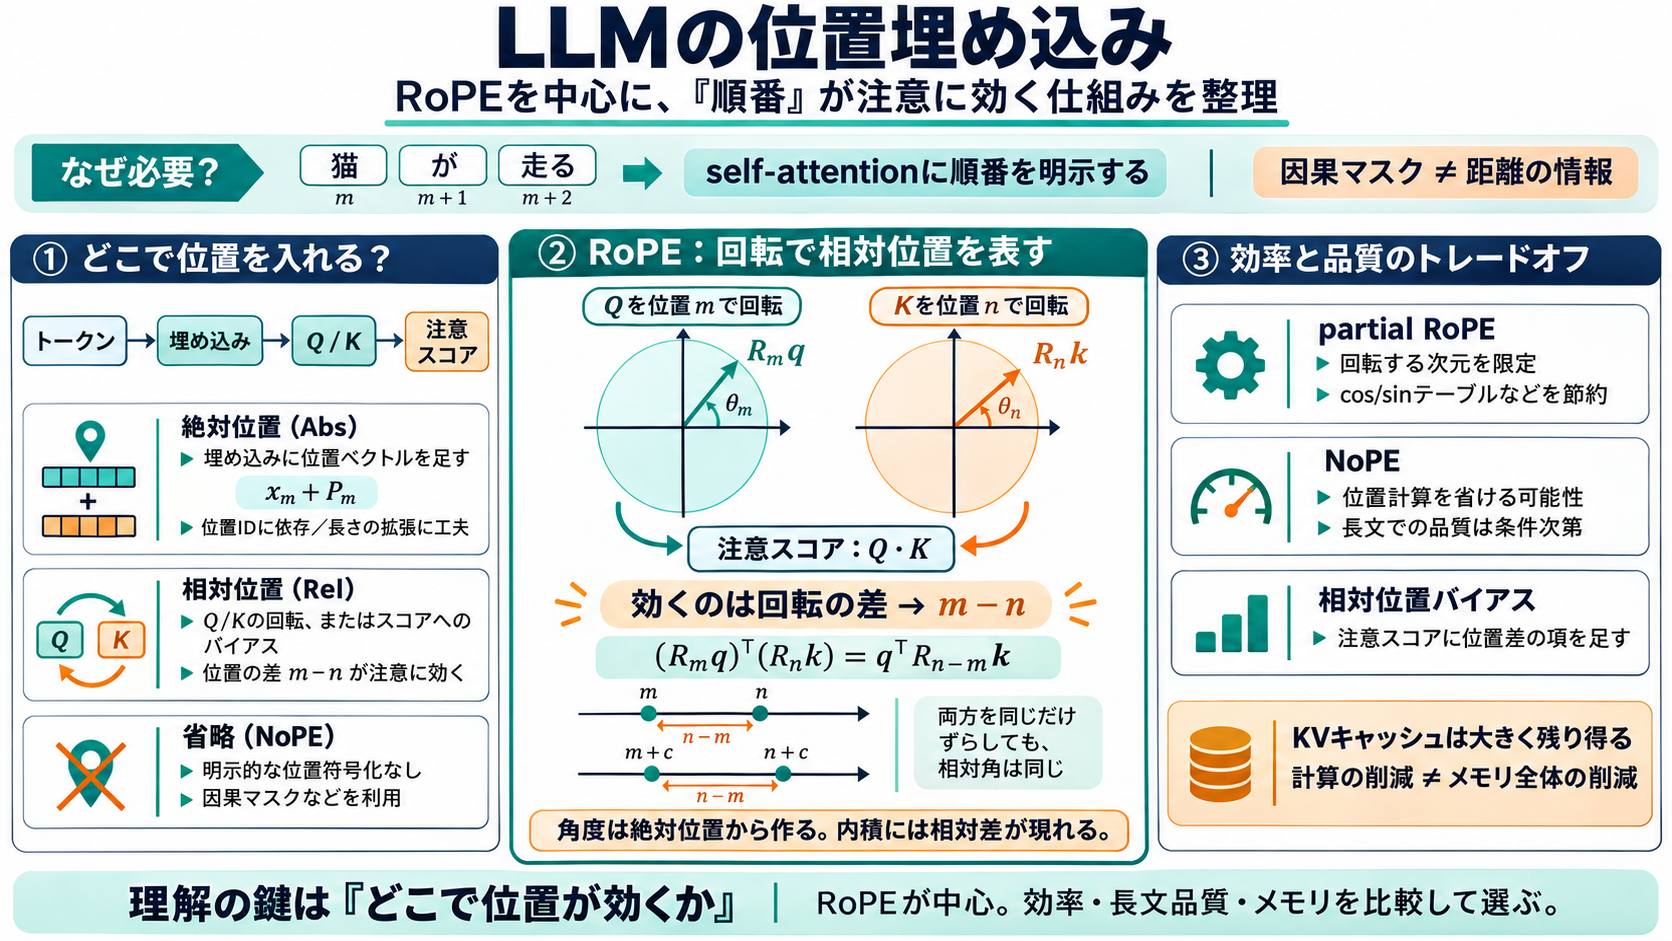 LLMの位置埋め込み
RoPEを中心に、『順番』が注意に効く仕組みを整理
なぜ必要？
猫 が 走る
m m+1 m+2
self-attentionに順番を明示する
因果マスク ≠ 距離の情報
① どこで位置を入れる？
トークン
埋め込み
Q / K
注意
スコア
絶対位置（Abs）
埋め込みに位置ベクトルを足す
x_m + P_m
位置IDに依存／長さの拡張に工夫
+
相対位置（Rel）
Q/Kの回転、またはスコアへの
バイアス
位置の差 m−n が注意に効く
Q K
省略（NoPE）
明示的な位置符号化なし
因果マスクなどを利用
② RoPE：回転で相対位置を表す
Qを位置 m で回転
R_m q
θ_m
Kを位置 n で回転
R_n k
θ_n
注意スコア：Q · K
効くのは回転の差 → m − n
(R_m q)^⊤(R_n k) = q^⊤ R_{n−m} k
m n
n−m
m+c n+c
n−m
両方を同じだけ
ずらしても、
相対角は同じ
角度は絶対位置から作る。内積には相対差が現れる。
③ 効率と品質のトレードオフ
partial RoPE
回転する次元を限定
cos/sinテーブルなどを節約
NoPE
位置計算を省ける可能性
長文での品質は条件次第
相対位置バイアス
注意スコアに位置差の項を足す
KVキャッシュは大きく残り得る
計算の削減 ≠ メモリ全体の削減
理解の鍵は『どこで位置が効くか』
RoPEが中心。効率・長文品質・メモリを比較して選ぶ。